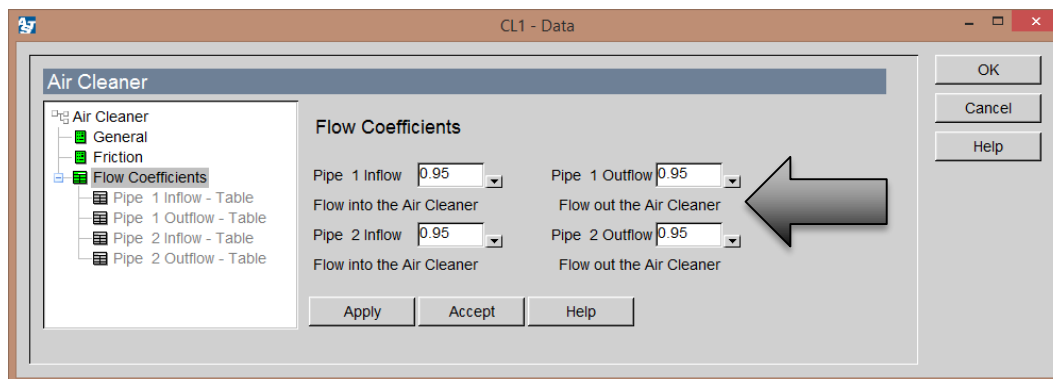 AST
CL1 - Data
Air Cleaner
Air Cleaner
General
Friction
Flow Coefficients
Pipe 1 Inflow - Table
Pipe 1 Outflow - Table
Pipe 2 Inflow - Table
Pipe 2 Outflow - Table
Flow Coefficients
Pipe 1 Inflow 0.95 Pipe 1 Outflow 0.95
Flow into the Air Cleaner Flow out the Air Cleaner
Pipe 2 Inflow 0.95 Pipe 2 Outflow 0.95
Flow into the Air Cleaner Flow out the Air Cleaner
Apply Accept Help
OK
Cancel
Help